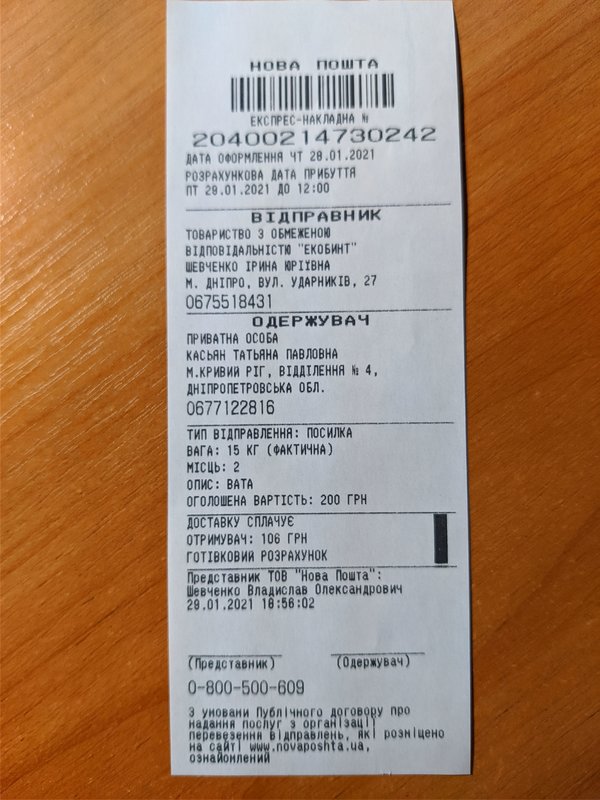 НОВА ПОШТА
ЕКСПРЕС-НАКЛАДНА №
20400214730242
ДАТА ОФОРМЛЕННЯ ЧТ 28.01.2021
РОЗРАХУНКОВА ДАТА ПРИБУТТЯ
ПТ 29.01.2021 ДО 12:00
ВІДПРАВНИК
ТОВАРИСТВО З ОБМЕЖЕНОЮ
ВІДПОВІДАЛЬНІСТЮ "ЕКОБИНТ"
ШЕВЧЕНКО ІРИНА ЮРІЇВНА
М. ДНІПРО, ВУЛ. УДАРНИКІВ, 27
0675518431
ОДЕРЖУВАЧ
ПРИВАТНА ОСОБА
КАСЬЯН ТАТЬЯНА ПАВЛОВНА
М.КРИВИЙ РІГ, ВІДДІЛЕННЯ № 4,
ДНІПРОПЕТРОВСЬКА ОБЛ.
0677122816
ТИП ВІДПРАВЛЕННЯ: ПОСИЛКА
ВАГА: 15 КГ (ФАКТИЧНА)
МІСЦЬ: 2
ОПИС: ВАТА
ОГОЛОШЕНА ВАРТІСТЬ: 200 ГРН
ДОСТАВКУ СПЛАЧУЄ
ОТРИМУВАЧ: 106 ГРН
ГОТІВКОВИЙ РОЗРАХУНОК
Представник ТОВ "Нова Пошта":
Шевченко Владислав Олександрович
29.01.2021 18:56:02
(Представник) (Одержувач)
0-800-500-609
З умовами Публічного договору про
надання послуг з організації
перевезення відправлень, які розміщено
на сайті www.novaposhta.ua,
ознайомлений